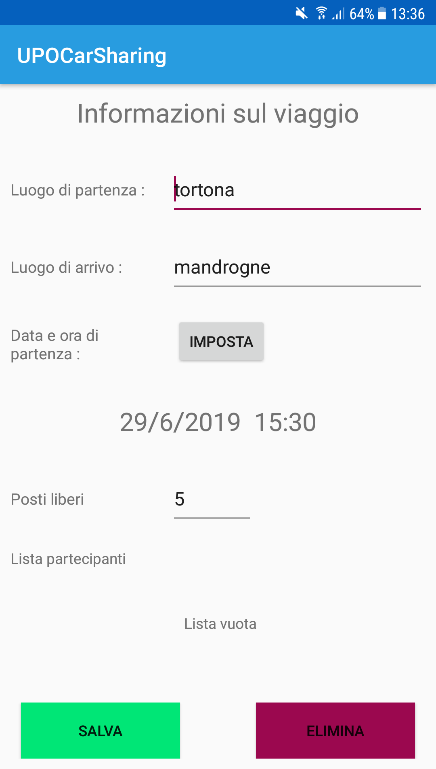 64% 13:36
UPOCarSharing
Informazioni sul viaggio
Luogo di partenza :
tortona
Luogo di arrivo :
mandrogne
Data e ora di
partenza :
IMPOSTA
29/6/2019 15:30
Posti liberi
5
Lista partecipanti
Lista vuota
SALVA
ELIMINA